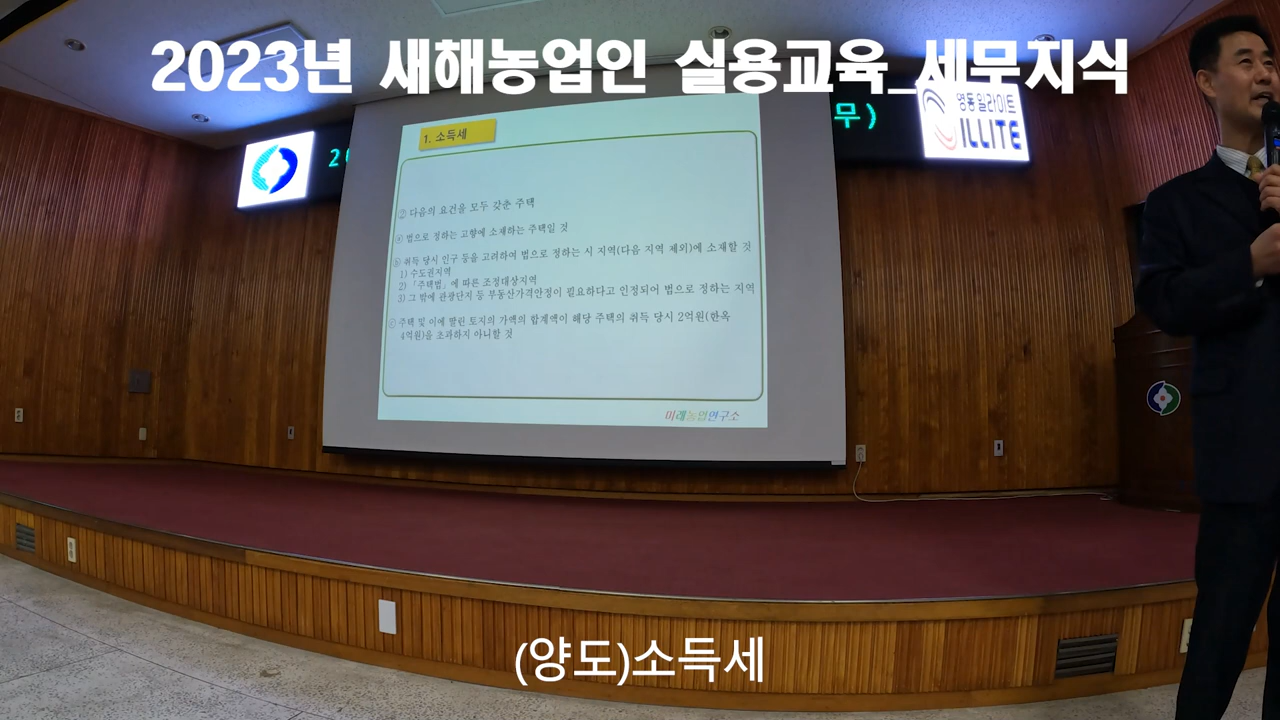 2023년 새해농업인 실용교육_세무지식
2
무)
영동일라이트
ILLITE
1. 소득세
② 다음의 요건을 모두 갖춘 주택
ⓐ 법으로 정하는 고향에 소재하는 주택일 것
ⓑ 취득 당시 인구 등을 고려하여 법으로 정하는 시 지역(다음 지역 제외)에 소재할 것
1) 수도권지역
2) 「주택법」에 따른 조정대상지역
3) 그 밖에 관광단지 등 부동산가격안정이 필요하다고 인정되어 법으로 정하는 지역
ⓒ 주택 및 이에 딸린 토지의 가액의 합계액이 해당 주택의 취득 당시 2억원(한옥
4억원)을 초과하지 아니할 것
미래농업연구소
(양도)소득세